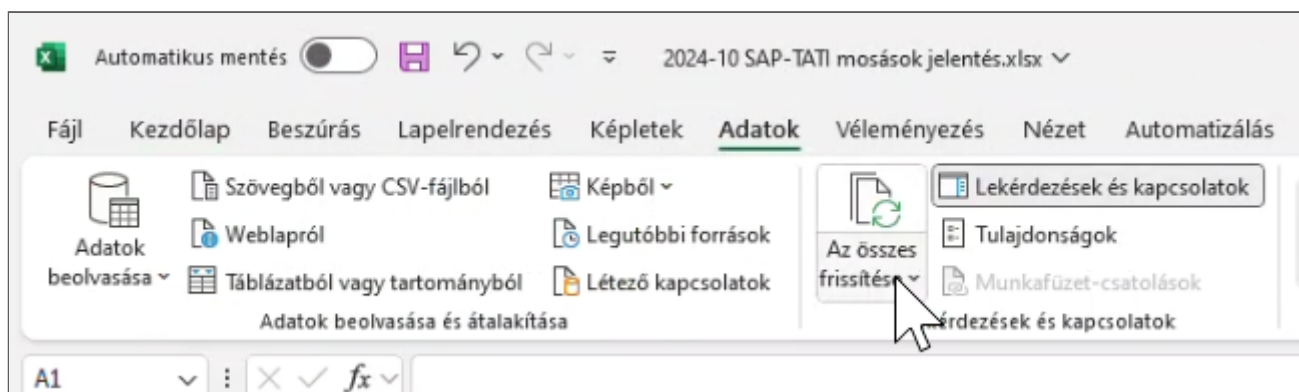 Automatikus mentés
2024-10 SAP-TATI mosások jelentés.xlsx
Fájl Kezdőlap Beszúrás Lapelrendezés Képletek Adatok Véleményezés Nézet Automatizálás
Adatok beolvasása
Szövegből vagy CSV-fájlból
Weblapról
Táblázatból vagy tartományból
Képből
Legutóbbi források
Létező kapcsolatok
Adatok beolvasása és átalakítása
Az összes
frissítése
Lekérdezések és kapcsolatok
Tulajdonságok
Munkafüzet-csatolások
érdezések és kapcsolatok
A1
fx